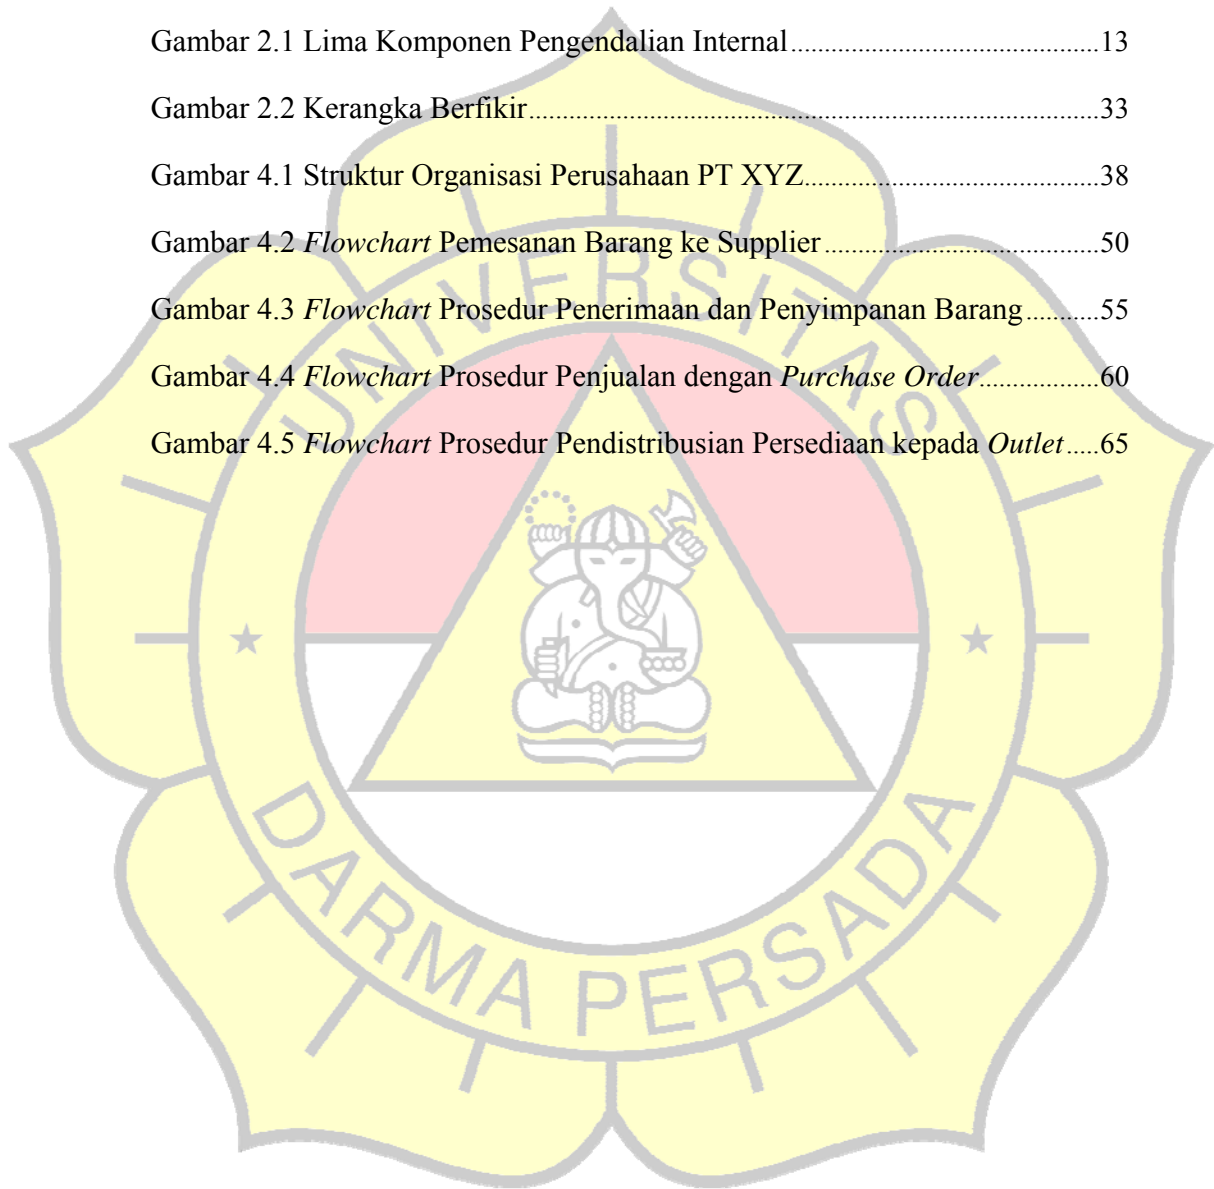 Gambar 2.1 Lima Komponen Pengendalian Internal.......................................13
Gambar 2.2 Kerangka Berfikir.........................................................................33
Gambar 4.1 Struktur Organisasi Perusahaan PT XYZ.........................................38
Gambar 4.2 Flowchart Pemesanan Barang ke Supplier.......................................50
Gambar 4.3 Flowchart Prosedur Penerimaan dan Penyimpanan Barang..........55
Gambar 4.4 Flowchart Prosedur Penjualan dengan Purchase Order.................60
Gambar 4.5 Flowchart Prosedur Pendistribusian Persediaan kepada Outlet.....65
UNIVERSITAS
DARMA PERSADA